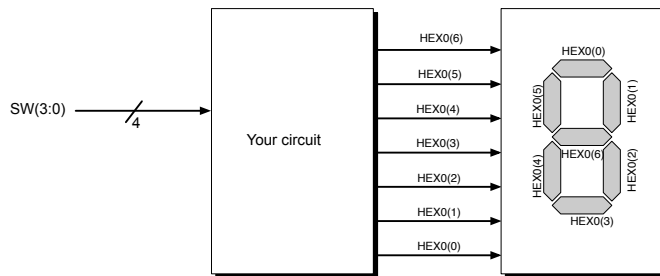 SW(3:0)
4
Your circuit
HEX0(6)
HEX0(5)
HEX0(4)
HEX0(3)
HEX0(2)
HEX0(1)
HEX0(0)
HEX0(0)
HEX0(5)
HEX0(1)
HEX0(6)
HEX0(4)
HEX0(2)
HEX0(3)